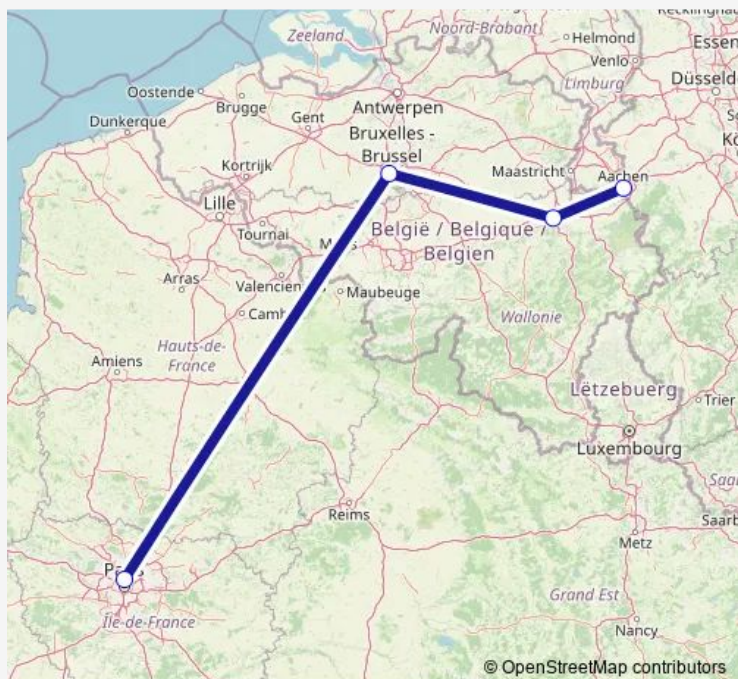 Recklinghau
Noord-Brabant
Zeeland
Helmond
Essen
Venlo
Oostende
Brugge
Antwerpen
Limburg
Düsseld
Dunkerque
Gent
Bruxelles -
Brussel
Kortrijk
Maastricht
Aachen
Lille
Tournai
België / Belgique /
Belgien
Valencien
Maubeuge
Arras
Camb
Wallonie
Hauts-de-
France
Amiens
Lëtzebuerg
Trier
Luxembourg
Reims
Saarb
Metz
Île-de-France
Grand Est
Nancy
© OpenStreetMap contributors